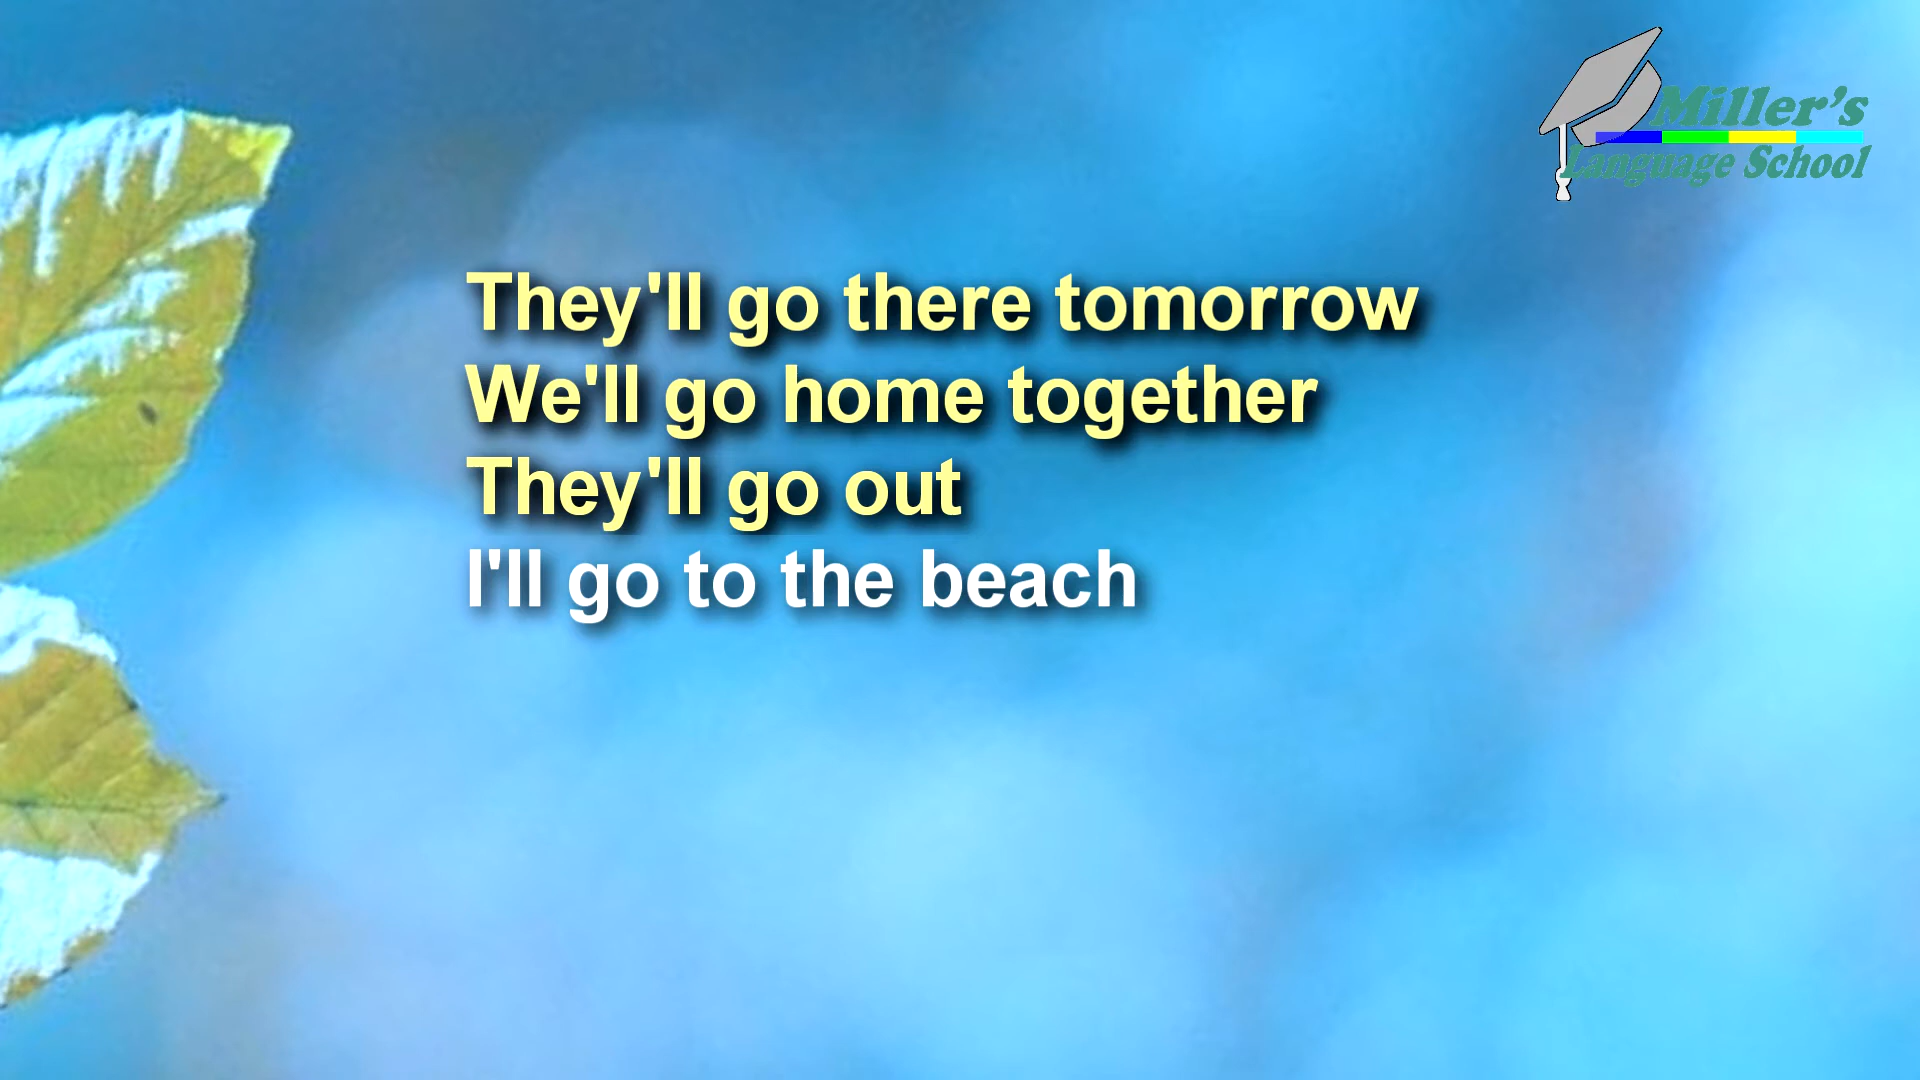 Miller's
Language School
They'll go there tomorrow
We'll go home together
They'll go out
I'll go to the beach